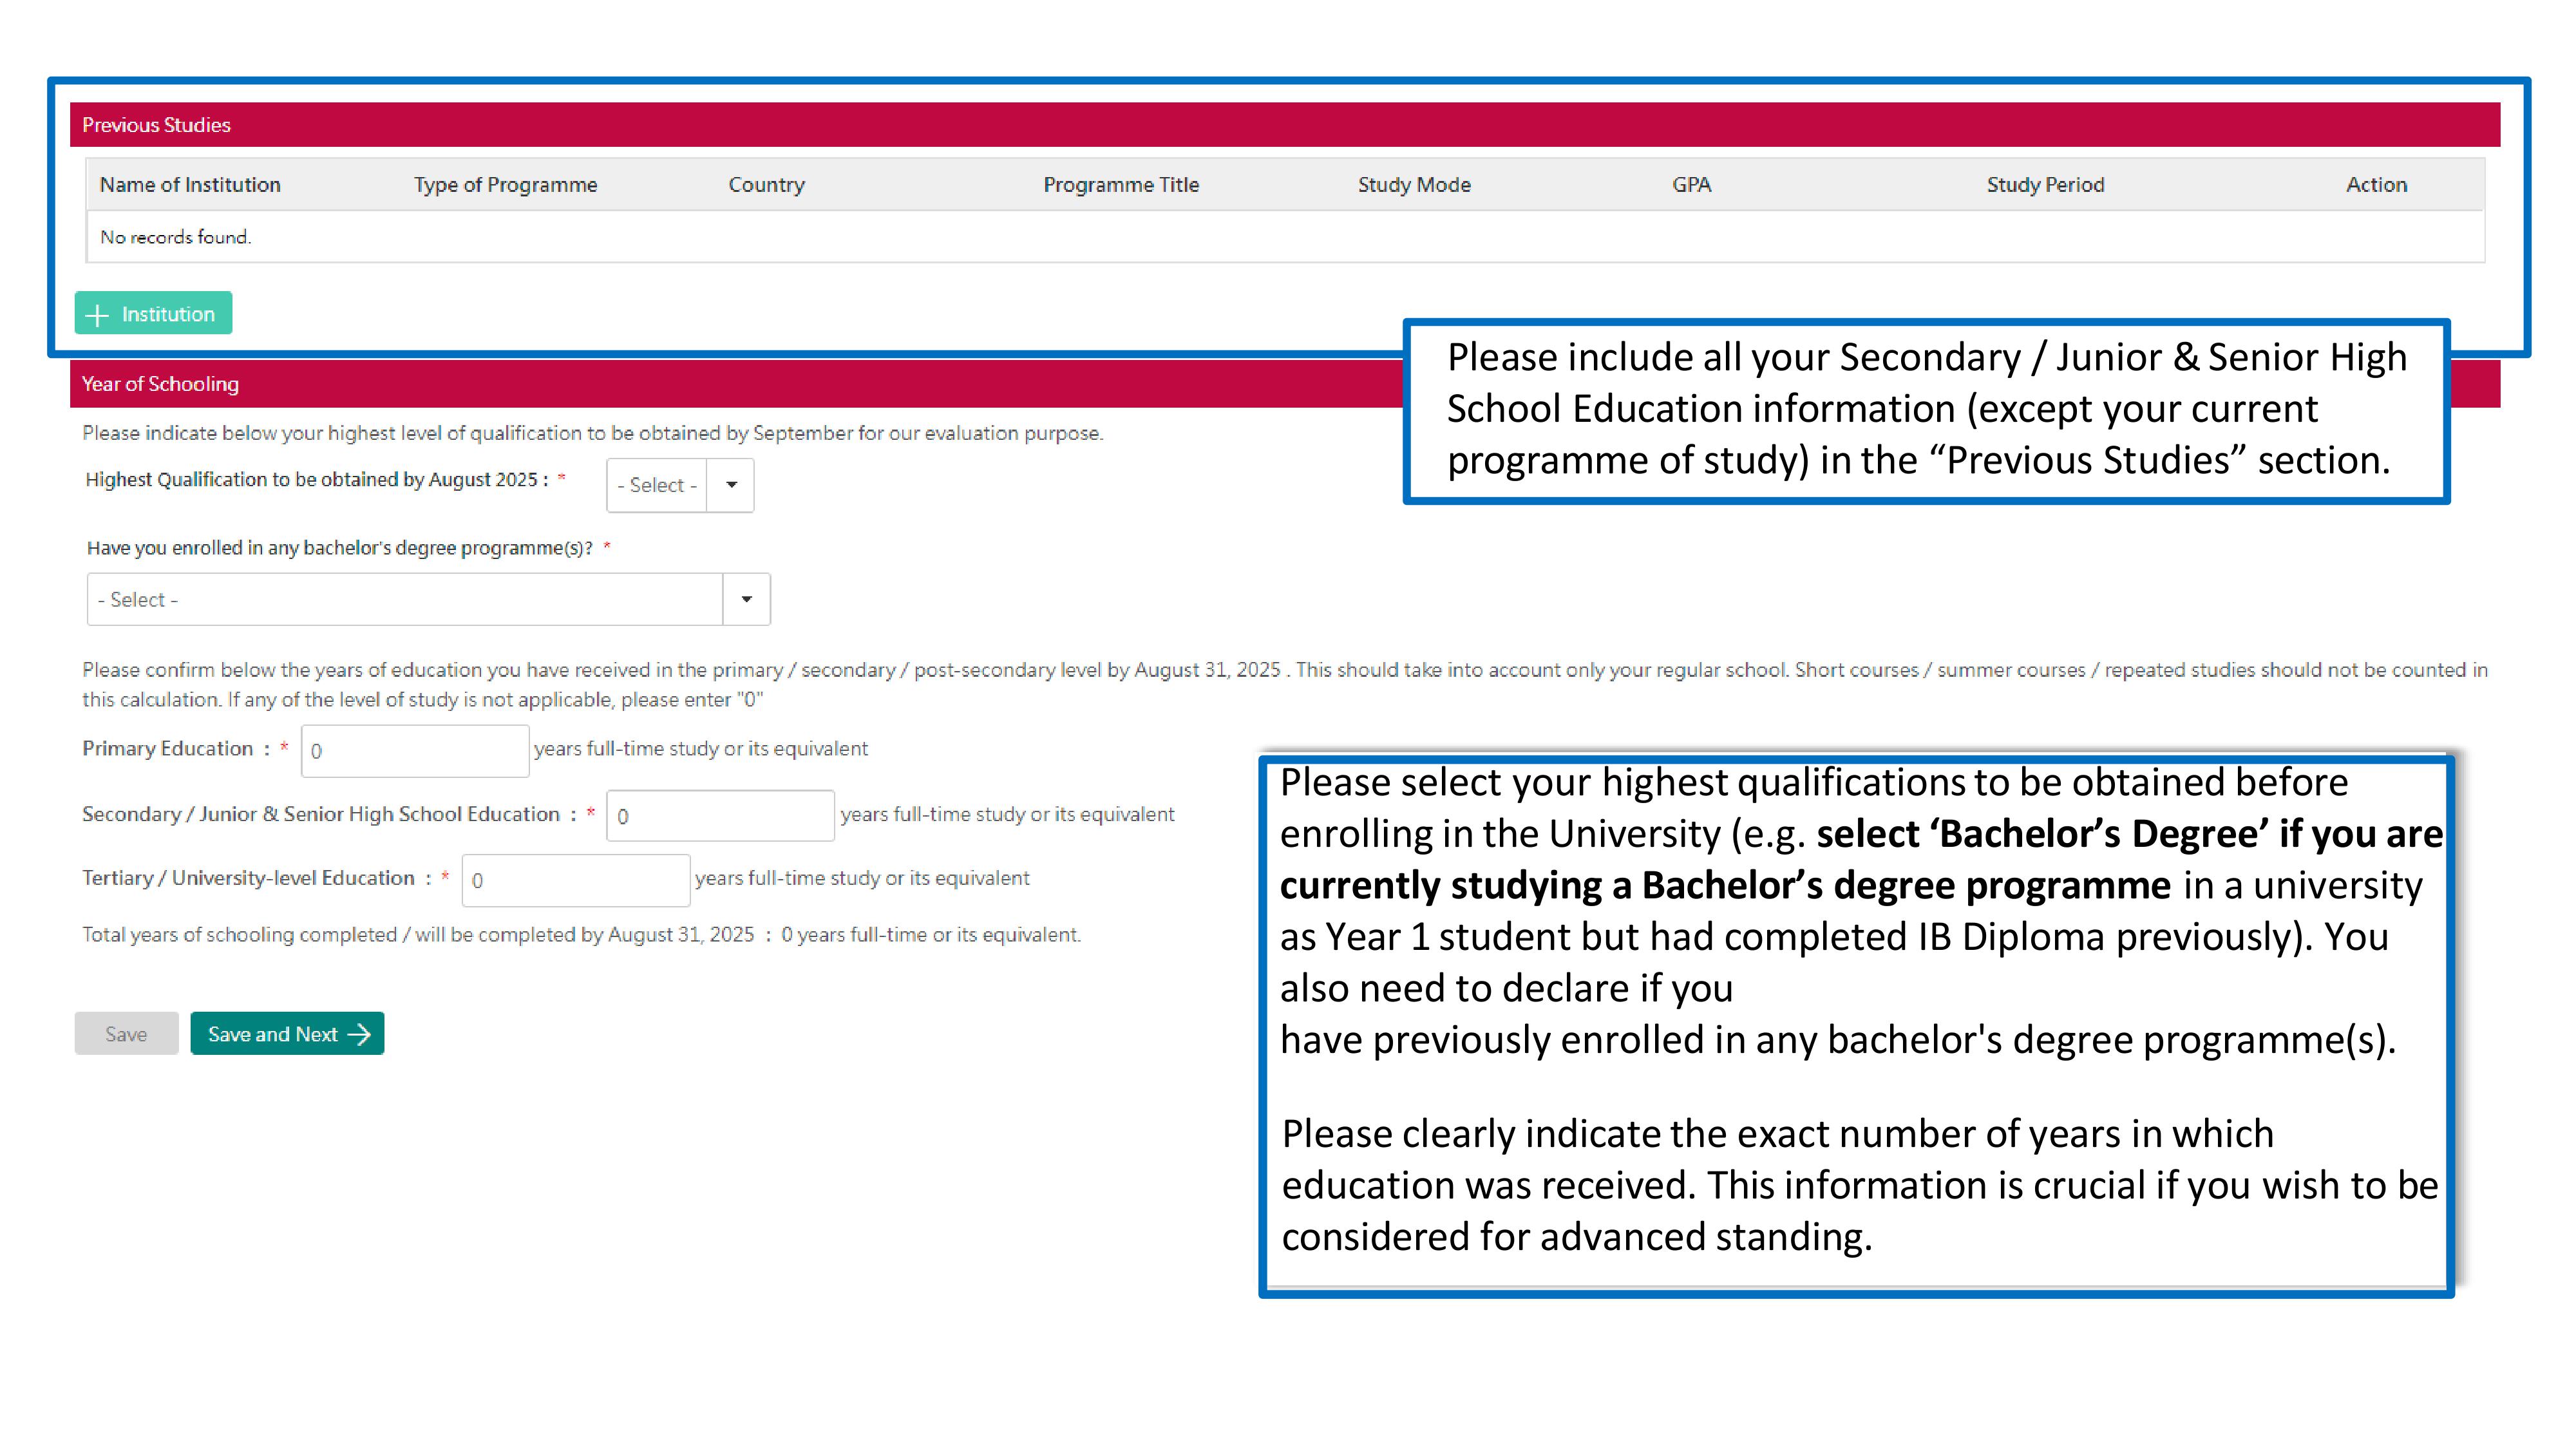 Previous Studies
Name of Institution Type of Programme Country Programme Title Study Mode GPA Study Period Action
No records found.
+ Institution
Please include all your Secondary / Junior & Senior High
School Education information (except your current
programme of study) in the “Previous Studies” section.
Year of Schooling
Please indicate below your highest level of qualification to be obtained by September for our evaluation purpose.
Highest Qualification to be obtained by August 2025 : * - Select -
Have you enrolled in any bachelor's degree programme(s)? *
- Select -
Please confirm below the years of education you have received in the primary / secondary / post-secondary level by August 31, 2025 . This should take into account only your regular school. Short courses / summer courses / repeated studies should not be counted in
this calculation. If any of the level of study is not applicable, please enter "0"
Primary Education : * 0 years full-time study or its equivalent
Secondary / Junior & Senior High School Education : * 0 years full-time study or its equivalent
Tertiary / University-level Education : * 0 years full-time study or its equivalent
Total years of schooling completed / will be completed by August 31, 2025 : 0 years full-time or its equivalent.
Save Save and Next →
Please select your highest qualifications to be obtained before
enrolling in the University (e.g. select ‘Bachelor’s Degree’ if you are
currently studying a Bachelor’s degree programme in a university
as Year 1 student but had completed IB Diploma previously). You
also need to declare if you
have previously enrolled in any bachelor's degree programme(s).
Please clearly indicate the exact number of years in which
education was received. This information is crucial if you wish to be
considered for advanced standing.